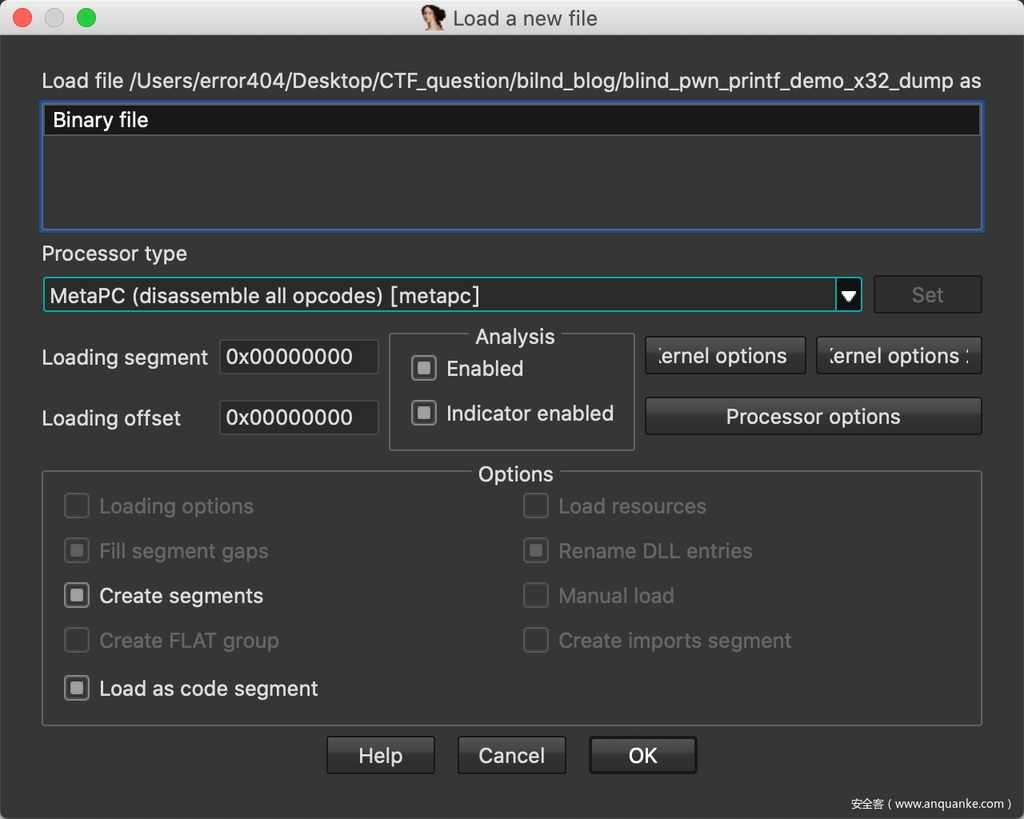 Load a new file
Load file /Users/error404/Desktop/CTF_question/bilnd_blog/blind_pwn_printf_demo_x32_dump as
Binary file
Processor type
MetaPC (disassemble all opcodes) [metapc]
Set
Loading segment
0x00000000
Loading offset
0x00000000
Analysis
Enabled
Indicator enabled
ernel options
ernel options
Processor options
Options
Loading options
Load resources
Fill segment gaps
Rename DLL entries
Create segments
Manual load
Create FLAT group
Create imports segment
Load as code segment
Help
Cancel
OK
安全客（www.anquanke.com）